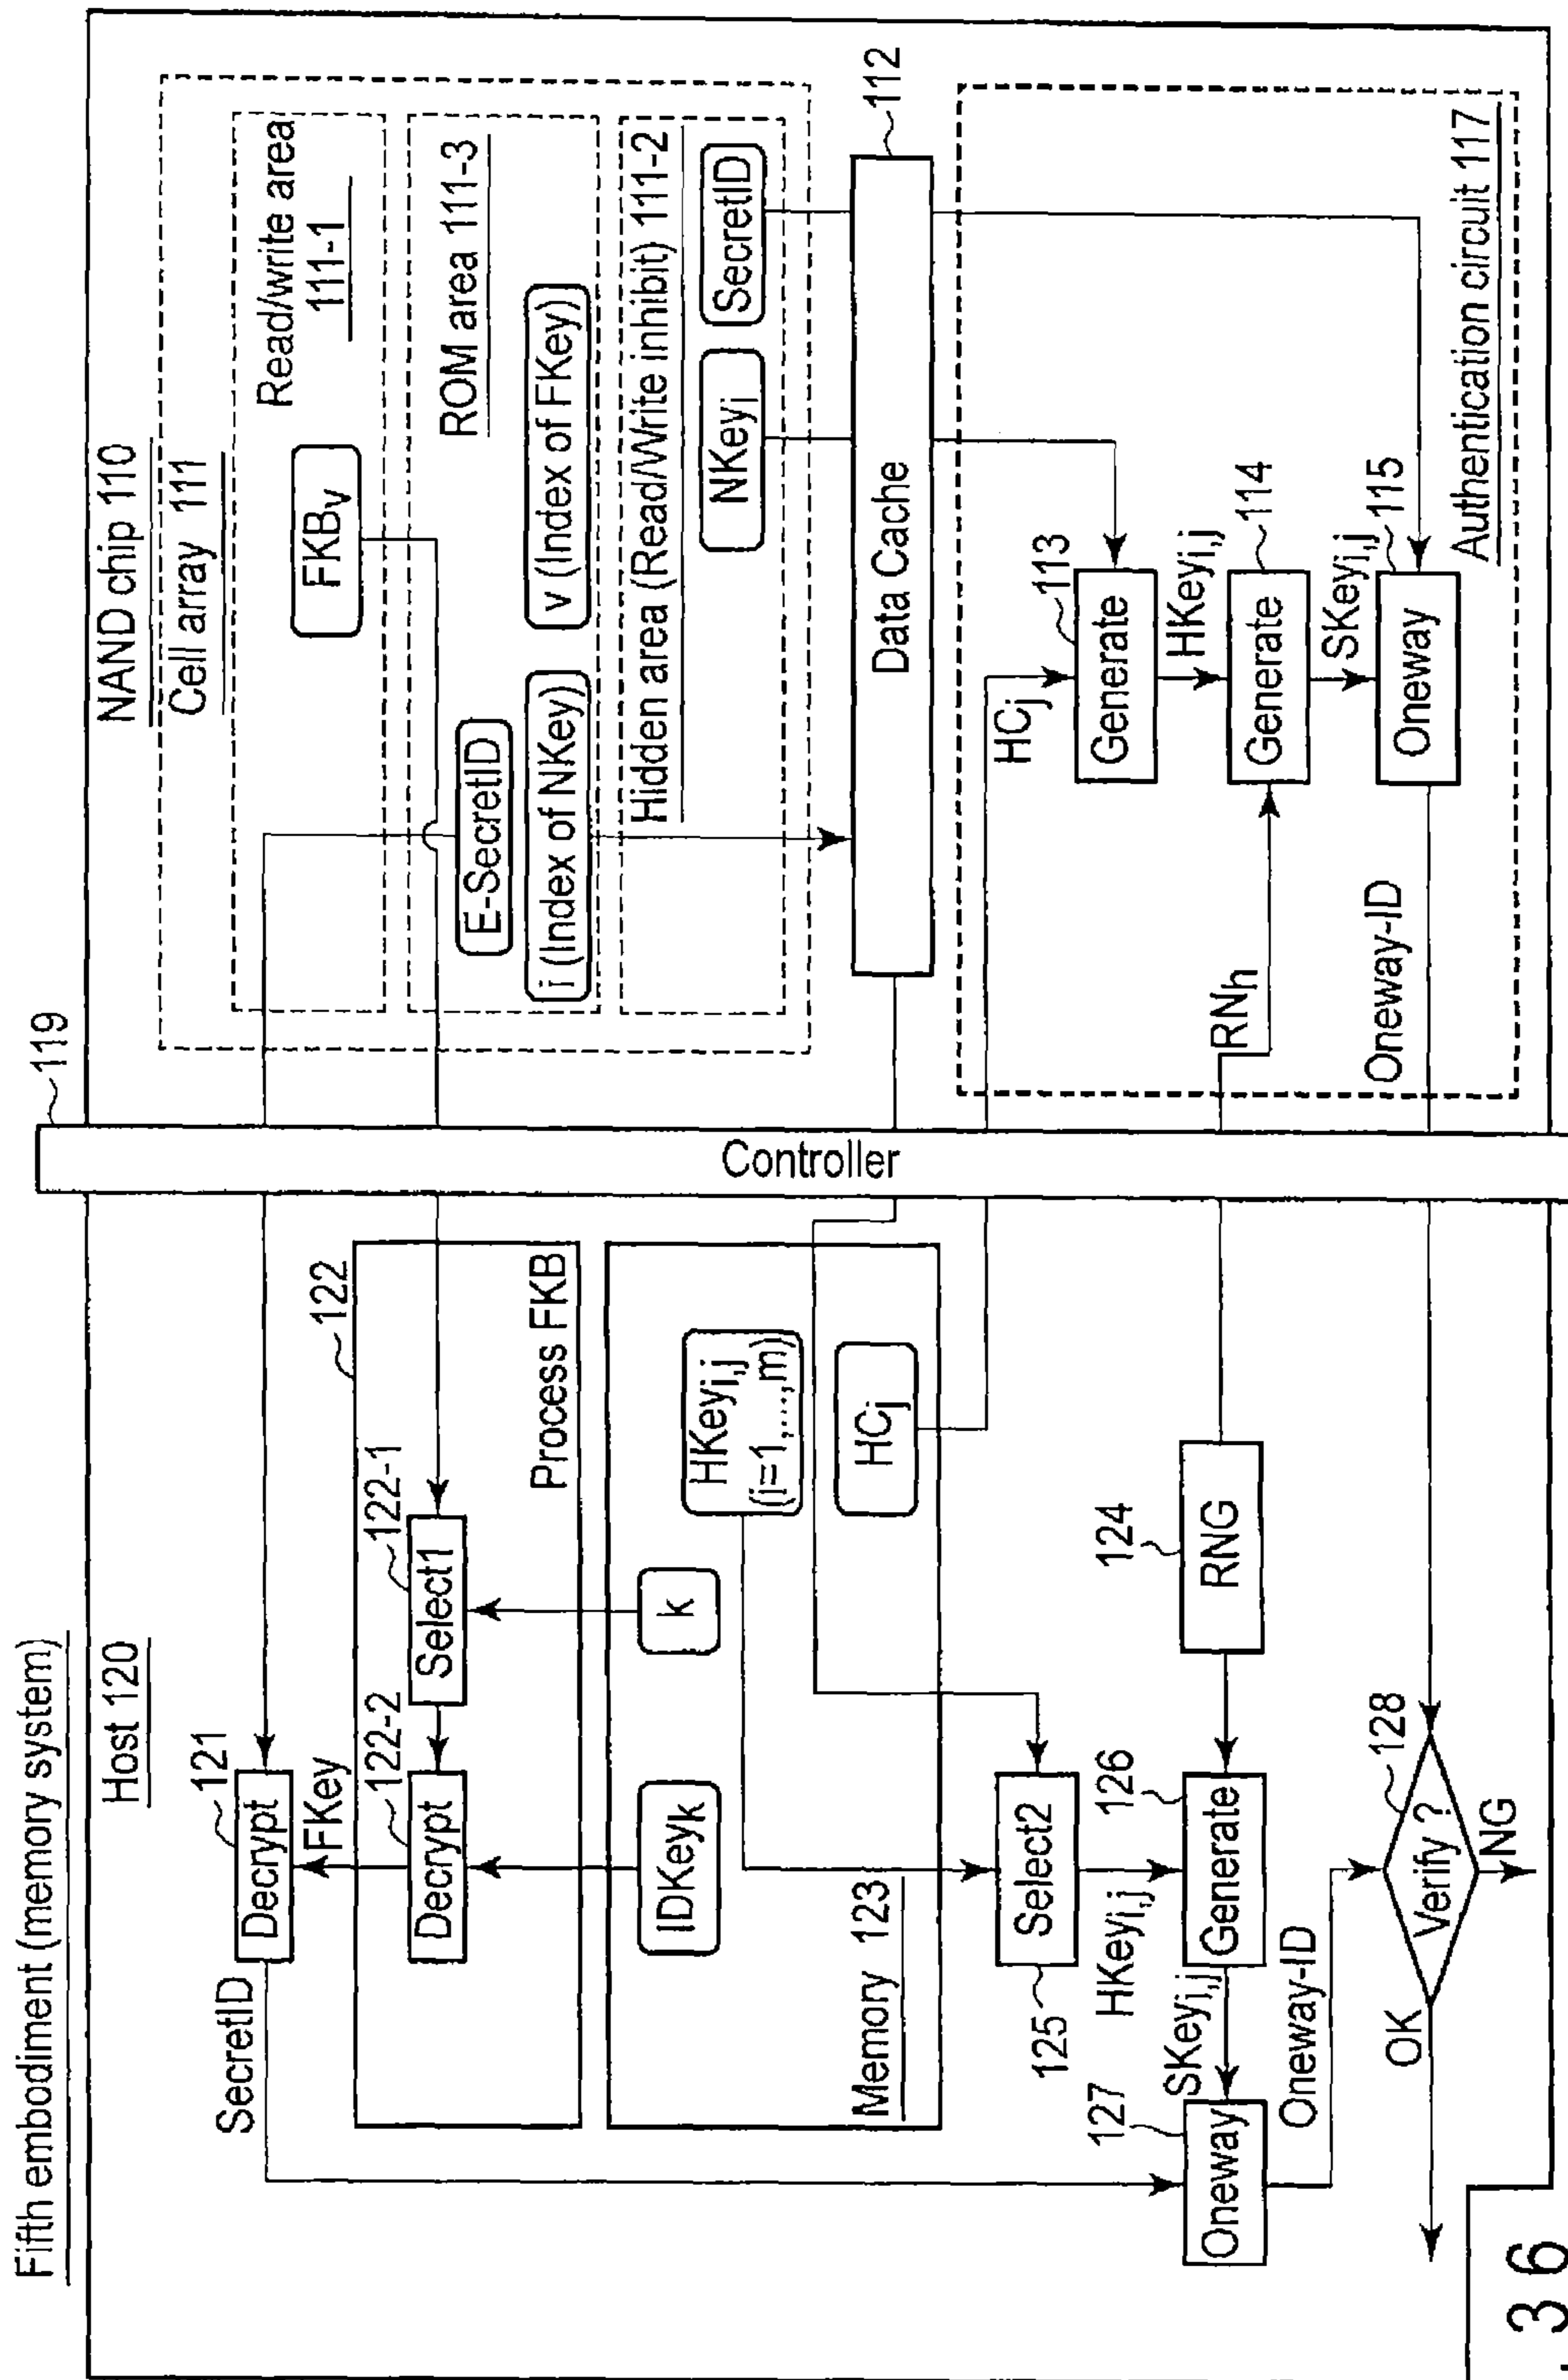 Fifth embodiment (memory system)
Host 120
SecretID
Decrypt
121
FKey
Decrypt
122-2
Select1
122-1
122
Process FKB
IDKeyk
k
HKeyi,j
(i=1,...,m)
HCj
Memory 123
Select2
125
HKeyi,j
Generate
126
RNG
124
SKeyi,j
Oneway
127
Oneway-ID
Verify ?
128
NG
OK
Controller
119
NAND chip 110
Cell array 111
Read/write area
111-1
FKBv
ROM area 111-3
E-SecretID
i (Index of NKey)
v (Index of FKey)
Hidden area (Read/Write inhibit) 111-2
NKeyi
SecretID
Data Cache
112
HCj
Generate
113
HKeyi,j
RNh
Generate
114
SKeyi,j
Oneway
115
Oneway-ID
Authentication circuit 117
36